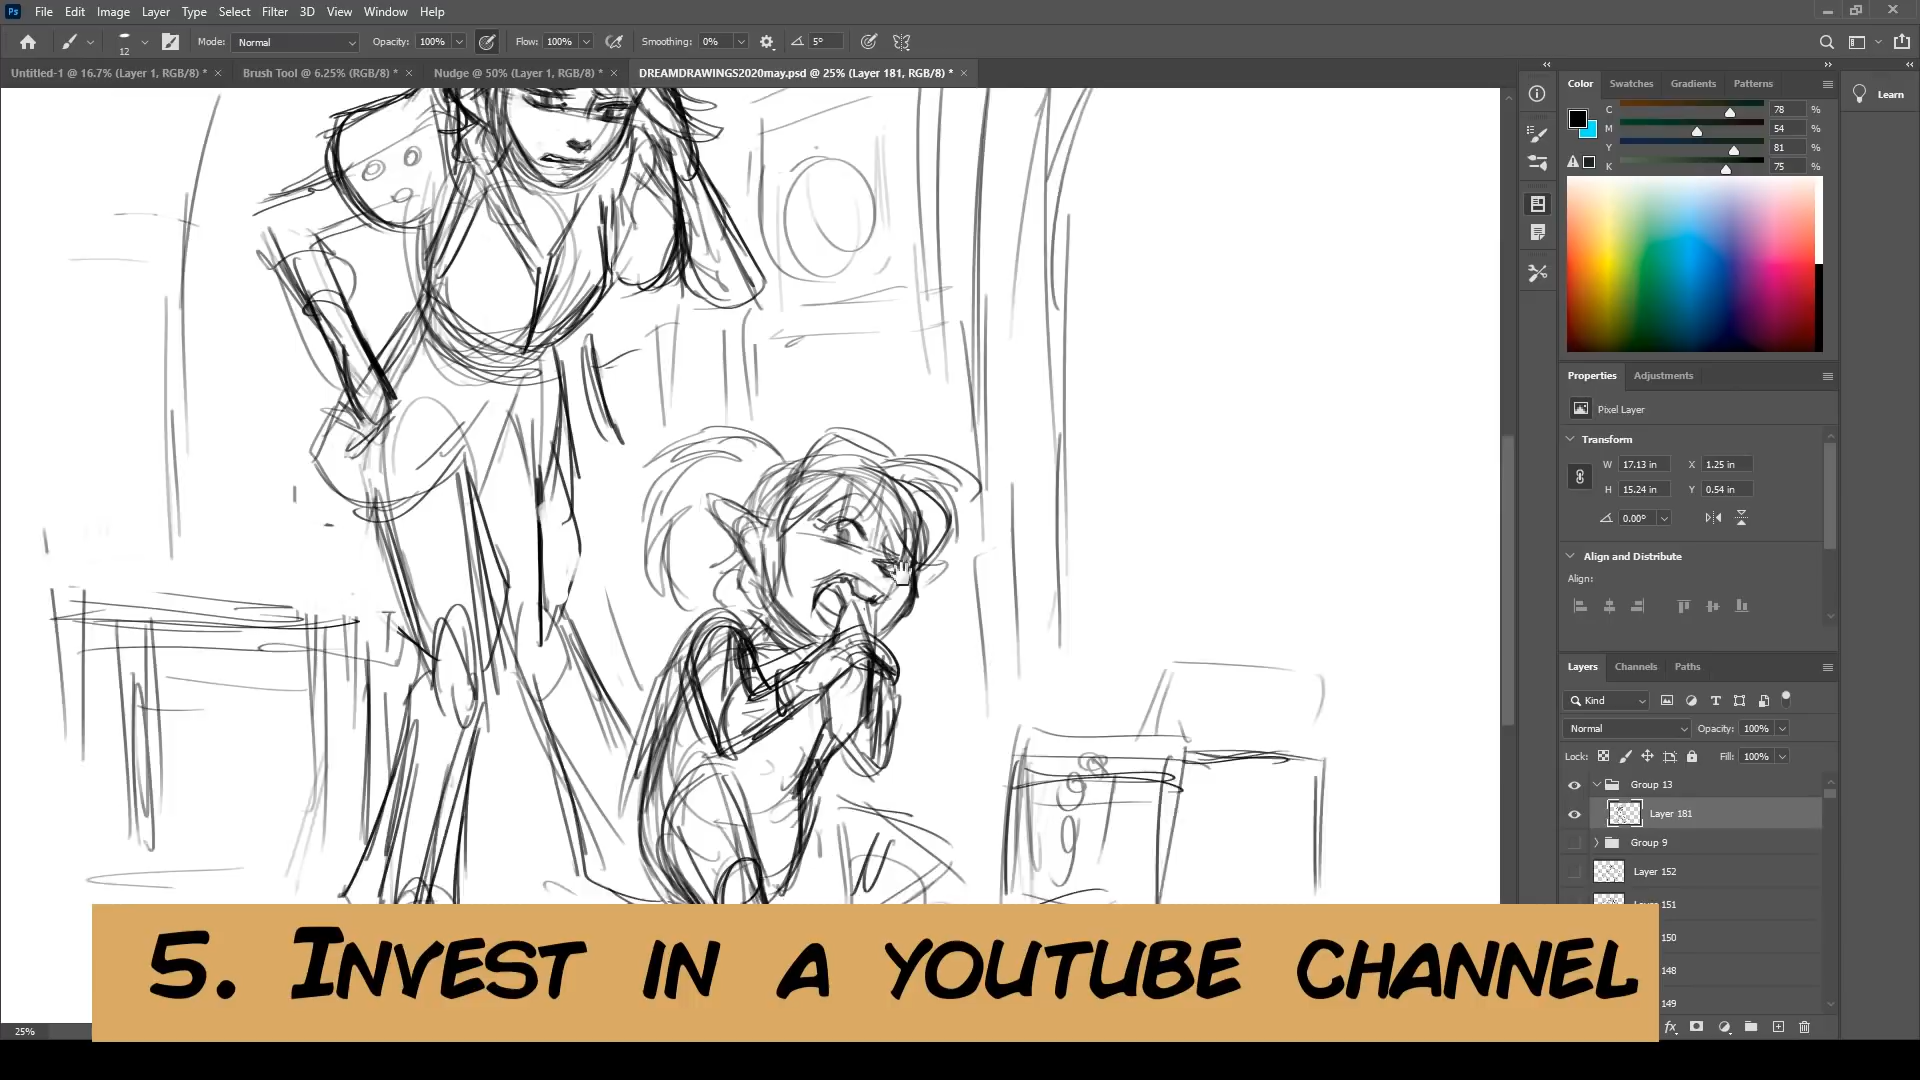 Ps File Edit Image Layer Type Select Filter 3D View Window Help
12 Mode: Normal Opacity: 100% Flow: 100% Smoothing: 0% 5°
Untitled-1 @ 16.7% (Layer 1, RGB/8) * Brush Tool @ 6.25% (RGB/8) * Nudge @ 50% (Layer 1, RGB/8) * DREAMDRAWINGS2020may.psd @ 25% (Layer 181, RGB/8) *
Color Swatches Gradients Patterns
Learn
C 78 %
M 54 %
Y 81 %
K 75 %
Properties Adjustments
Pixel Layer
Transform
W 17.13 in X 1.25 in
H 15.24 in Y 0.54 in
0.00°
Align and Distribute
Align:
Layers Channels Paths
Kind
Normal Opacity: 100%
Lock: Fill: 100%
Group 13
Layer 181
Group 9
Layer 152
151
150
148
149
5. Invest in a youtube channel
25%
fx